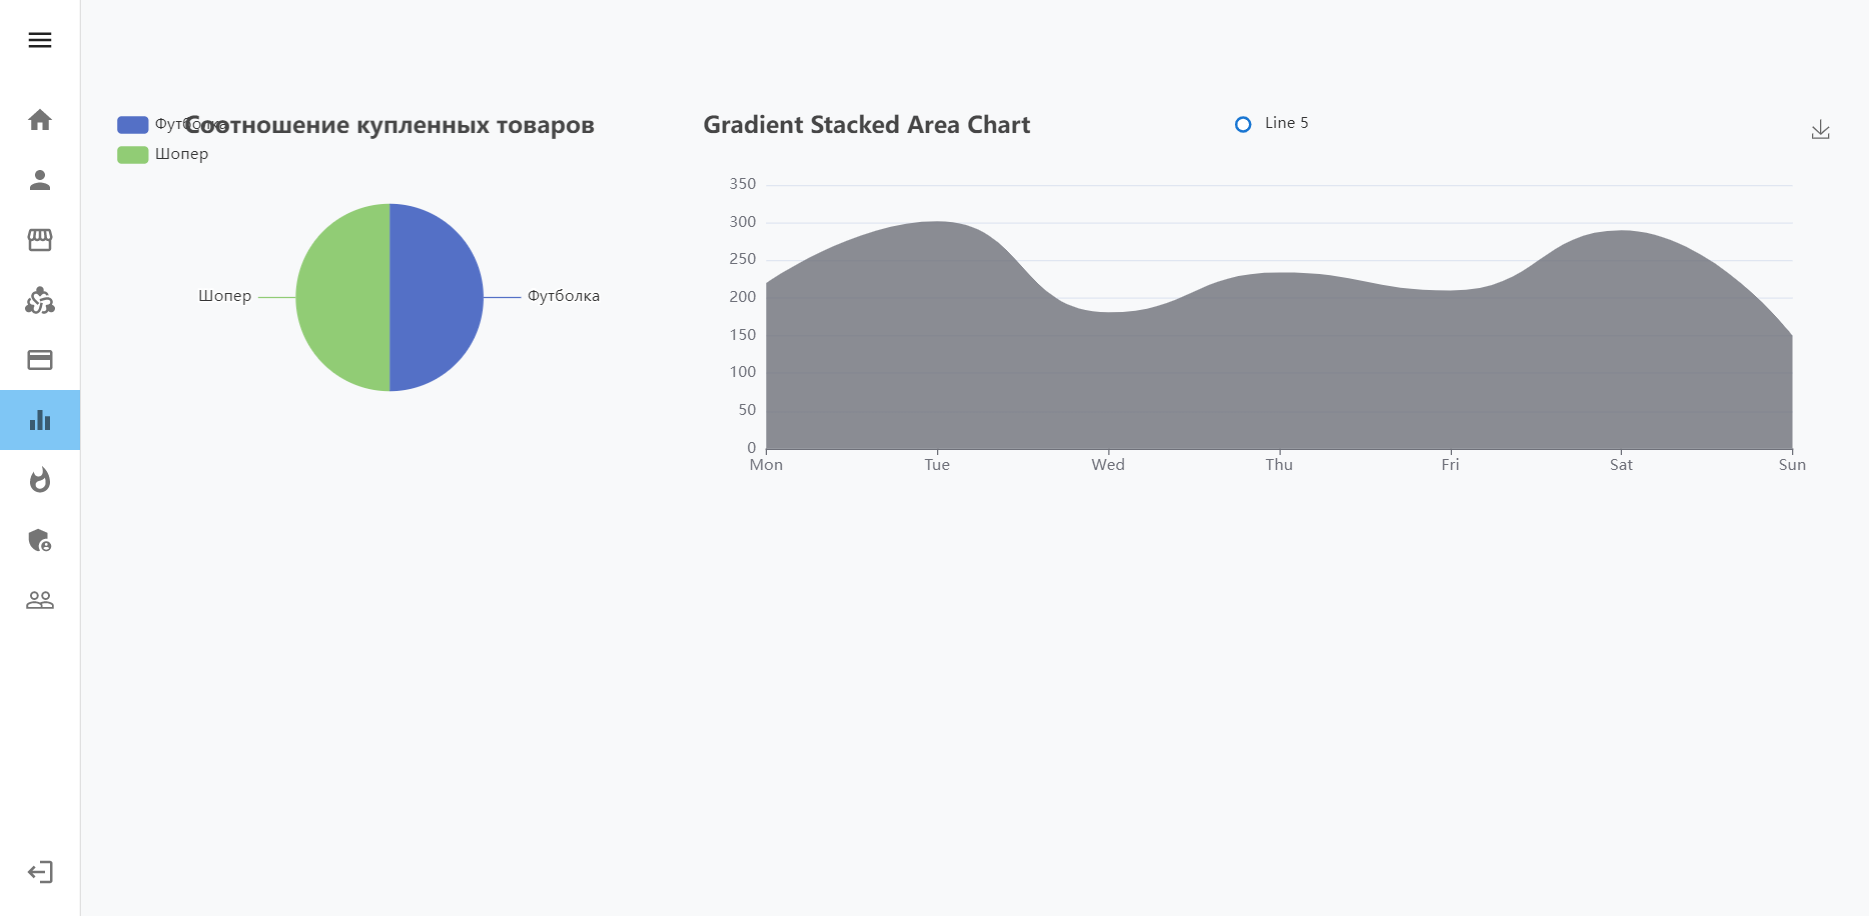 Футболка
Шопер
Соотношение купленных товаров
Шопер
Футболка
Gradient Stacked Area Chart
Line 5
350
300
250
200
150
100
50
0
Mon Tue Wed Thu Fri Sat Sun